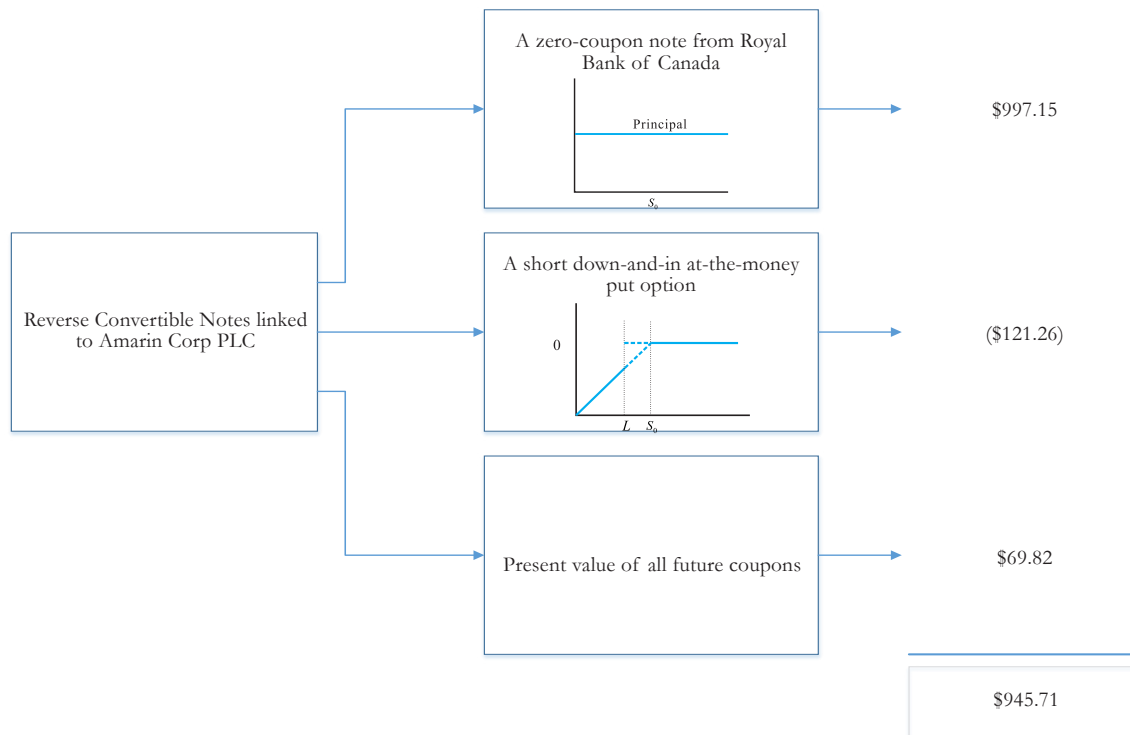 A zero-coupon note from Royal
Bank of Canada
Principal
S₀
$997.15
Reverse Convertible Notes linked
to Amarin Corp PLC
A short down-and-in at-the-money
put option
0
L S₀
($121.26)
Present value of all future coupons
$69.82
$945.71